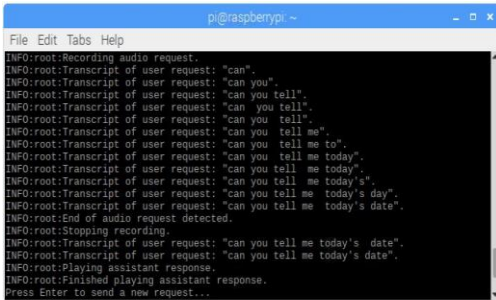 pi@raspberrypi: ~
File Edit Tabs Help
INFO:root:Recording audio request.
INFO:root:Transcript of user request: "can".
INFO:root:Transcript of user request: "can you".
INFO:root:Transcript of user request: "can you tell".
INFO:root:Transcript of user request: "can  you tell".
INFO:root:Transcript of user request: "can you  tell".
INFO:root:Transcript of user request: "can you  tell me".
INFO:root:Transcript of user request: "can you  tell me to".
INFO:root:Transcript of user request: "can you  tell me today".
INFO:root:Transcript of user request: "can you tell  me today".
INFO:root:Transcript of user request: "can you tell  me today's".
INFO:root:Transcript of user request: "can you tell me  today's day".
INFO:root:Transcript of user request: "can you tell me  today's date".
INFO:root:End of audio request detected.
INFO:root:Stopping recording.
INFO:root:Transcript of user request: "can you tell me today's  date".
INFO:root:Transcript of user request: "can you tell me today's date".
INFO:root:Playing assistant response.
INFO:root:Finished playing assistant response.
Press Enter to send a new request...